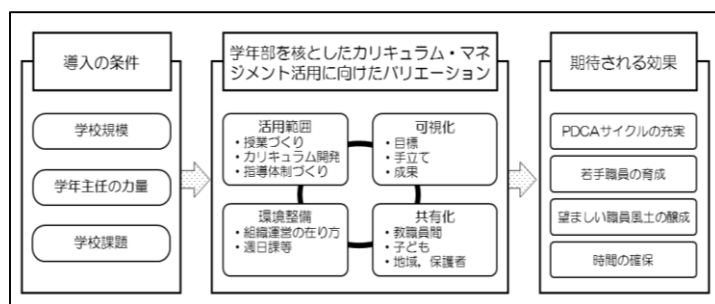 導入の条件
学校規模
学年主任の力量
学校課題
学年部を核としたカリキュラム・マネ
ジメント活用に向けたバリエーション
活用範囲
• 授業づくり
• カリキュラム開発
• 指導体制づくり
可視化
• 目標
• 手立て
• 成果
環境整備
• 組織運営の在り方
• 週日課等
共有化
• 教職員間
• 子ども
• 地域，保護者
期待される効果
PDCAサイクルの充実
若手職員の育成
望ましい職員風土の醸成
時間の確保